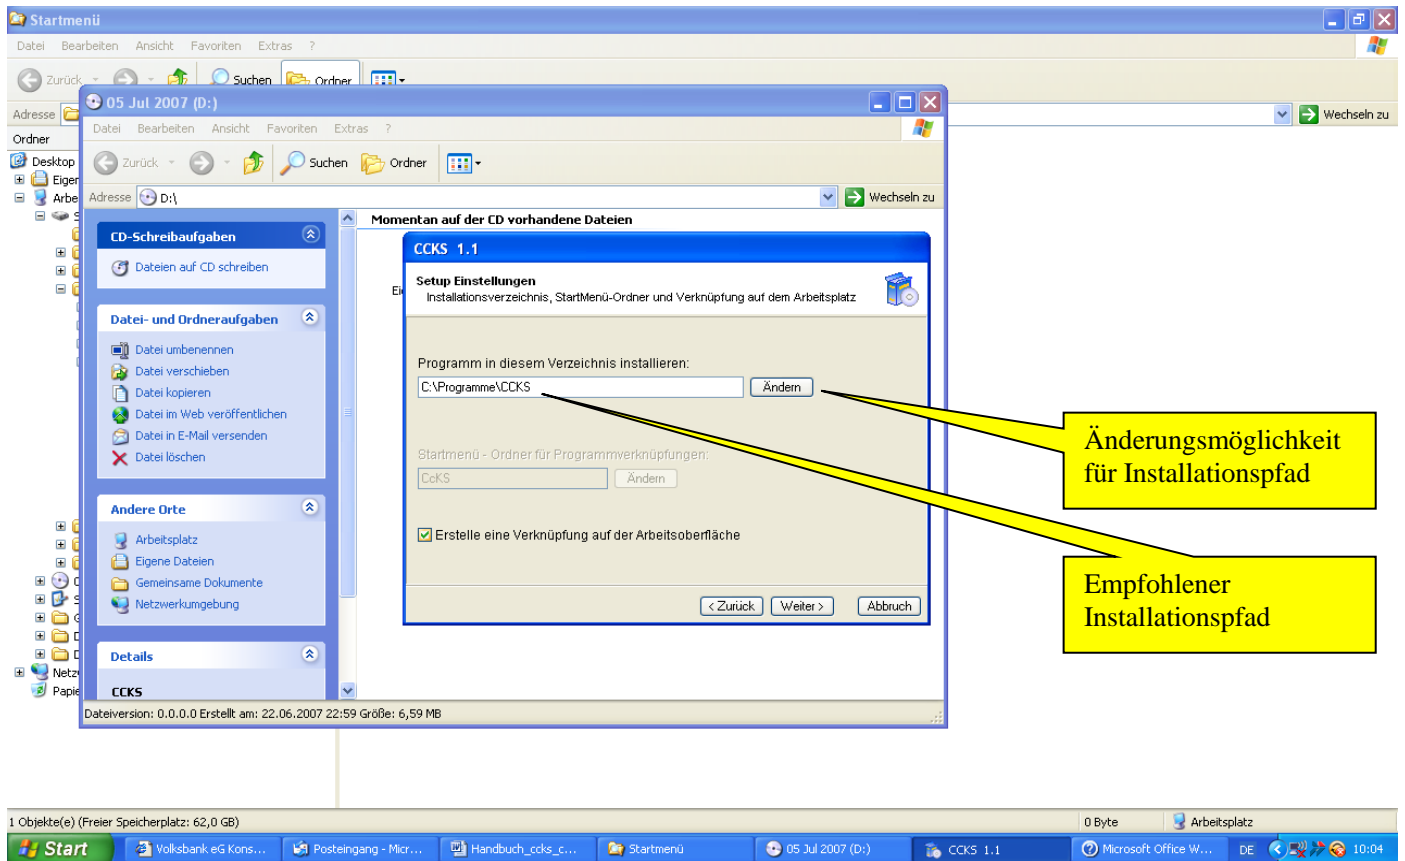 Startmenü
Datei Bearbeiten Ansicht Favoriten Extras ?
Zurück Suchen Ordner
Adresse Wechseln zu
Ordner
Desktop
Eiger
Arbe
Netz
Papie
05 Jul 2007 (D:)
Datei Bearbeiten Ansicht Favoriten Extras ?
Zurück Suchen Ordner
Adresse D:\ Wechseln zu
CD-Schreibaufgaben
Dateien auf CD schreiben
Datei- und Ordneraufgaben
Datei umbenennen
Datei verschieben
Datei kopieren
Datei im Web veröffentlichen
Datei in E-Mail versenden
Datei löschen
Andere Orte
Arbeitsplatz
Eigene Dateien
Gemeinsame Dokumente
Netzwerkumgebung
Details
CCKS
Momentan auf der CD vorhandene Dateien
CCKS 1.1
Setup Einstellungen
Installationsverzeichnis, StartMenü-Ordner und Verknüpfung auf dem Arbeitsplatz
Programm in diesem Verzeichnis installieren:
C:\Programme\CCKS Ändern
Startmenü - Ordner für Programmverknüpfungen:
CcKS Ändern
Erstelle eine Verknüpfung auf der Arbeitsoberfläche
< Zurück Weiter > Abbruch
Änderungsmöglichkeit
für Installationspfad
Empfohlener
Installationspfad
Dateiversion: 0.0.0.0 Erstellt am: 22.06.2007 22:59 Größe: 6,59 MB
1 Objekte(e) (Freier Speicherplatz: 62,0 GB) 0 Byte Arbeitsplatz
Start Volksbank eG Kons... Posteingang - Micr... Handbuch_ccks_c... Startmenü 05 Jul 2007 (D:) CCKS 1.1 Microsoft Office W... DE 10:04